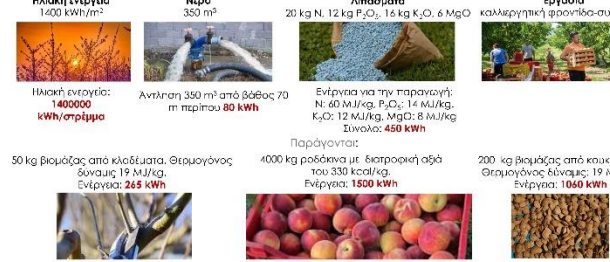 Ηλιακή ενέργεια
1400 kWh/m²
Ηλιακή ενέργεια:
1400000
kWh/στρέμμα
Νερό
350 m³
Άντληση 350 m³ από βάθος 70
m περίπου 80 kWh
Λιπάσματα
20 kg N, 12 kg P₂O₅, 16 kg K₂O, 6 MgO
Ενέργεια για την παραγωγή:
N: 60 MJ/kg, P₂O₅: 14 MJ/kg,
K₂O: 12 MJ/kg, MgO: 8 MJ/kg
Σύνολο: 450 kWh
Εργασία
καλλιεργητική φροντίδα-συ
Παράγονται:
50 kg βιομάζας από κλαδέματα. Θερμογόνος
δύναμις 19 MJ/kg.
Ενέργεια: 265 kWh
4000 kg ροδάκινα με διατροφική αξία
του 330 kcal/kg.
Ενέργεια: 1500 kWh
200 kg βιομάζας από κουκ
Θερμογόνος δύναμις: 19 M
Ενέργεια: 1060 kWh